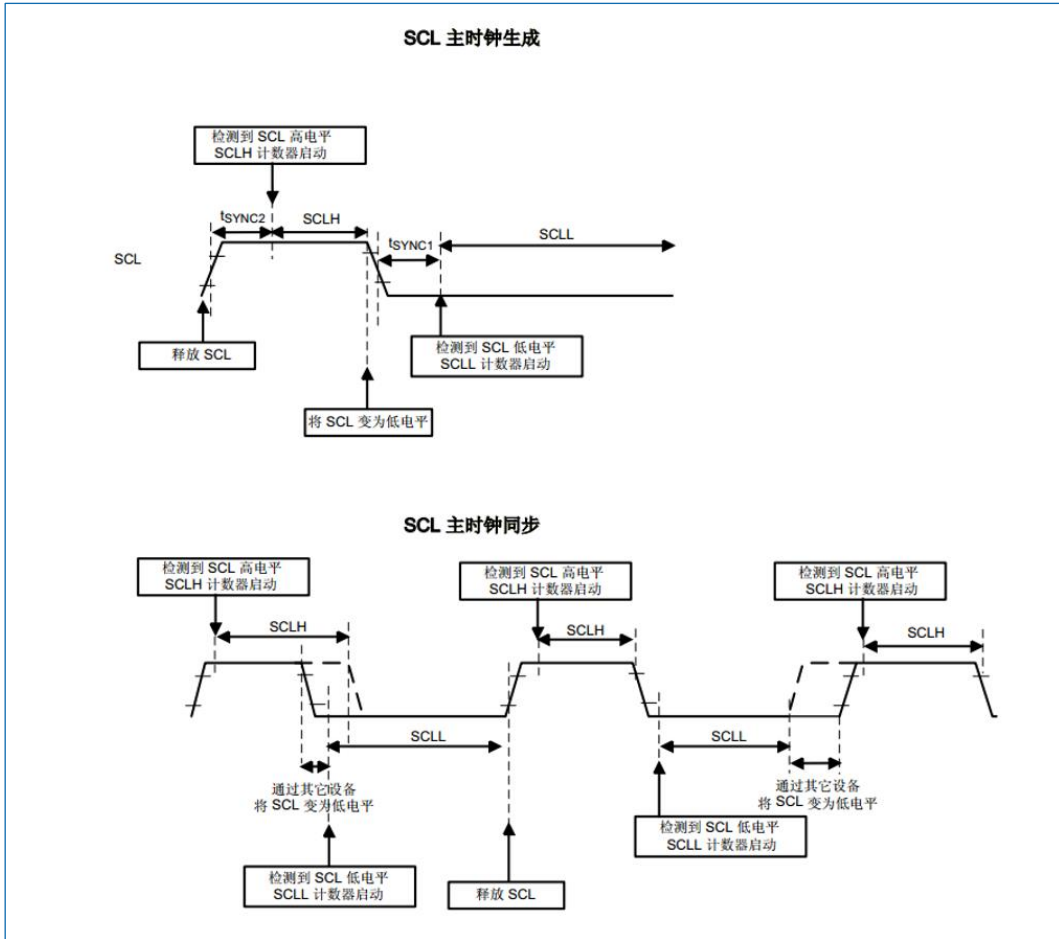 SCL 主时钟生成
检测到 SCL 高电平
SCLH 计数器启动
tSYNC2
SCLH
SCL
tSYNC1
SCLL
释放 SCL
检测到 SCL 低电平
SCLL 计数器启动
将 SCL 变为低电平
SCL 主时钟同步
检测到 SCL 高电平
SCLH 计数器启动
检测到 SCL 高电平
SCLH 计数器启动
检测到 SCL 高电平
SCLH 计数器启动
SCLH
SCLH
SCLH
SCLL
SCLL
通过其它设备
将 SCL 变为低电平
通过其它设备
将 SCL 变为低电平
检测到 SCL 低电平
SCLL 计数器启动
检测到 SCL 低电平
SCLL 计数器启动
释放 SCL